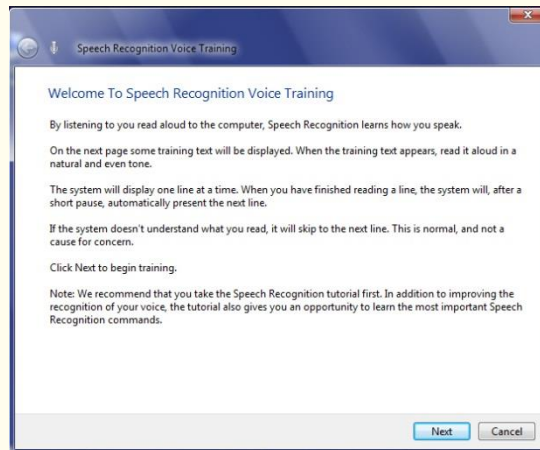 Speech Recognition Voice Training
Welcome To Speech Recognition Voice Training
By listening to you read aloud to the computer, Speech Recognition learns how you speak.
On the next page some training text will be displayed. When the training text appears, read it aloud in a
natural and even tone.
The system will display one line at a time. When you have finished reading a line, the system will, after a
short pause, automatically present the next line.
If the system doesn't understand what you read, it will skip to the next line. This is normal, and not a
cause for concern.
Click Next to begin training.
Note: We recommend that you take the Speech Recognition tutorial first. In addition to improving the
recognition of your voice, the tutorial also gives you an opportunity to learn the most important Speech
Recognition commands.
Next Cancel